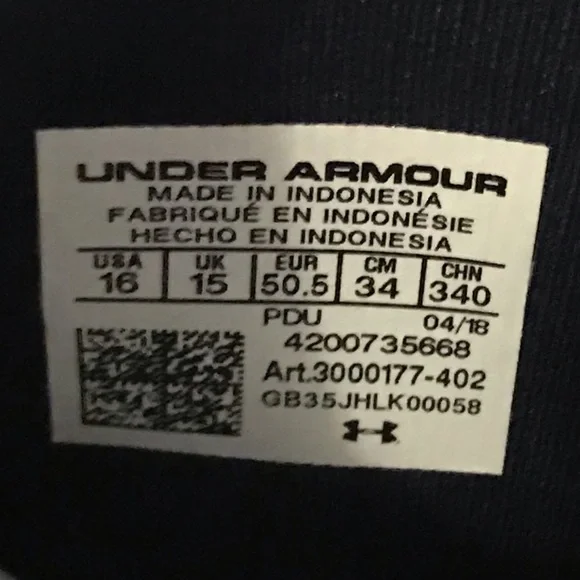 UNDER ARMOUR
MADE IN INDONESIA
FABRIQUÉ EN INDONÉSIE
HECHO EN INDONESIA
USA UK EUR CM CHN
16 15 50.5 34 340
PDU 04/18
4200735668
Art.3000177-402
GB35JHLK00058